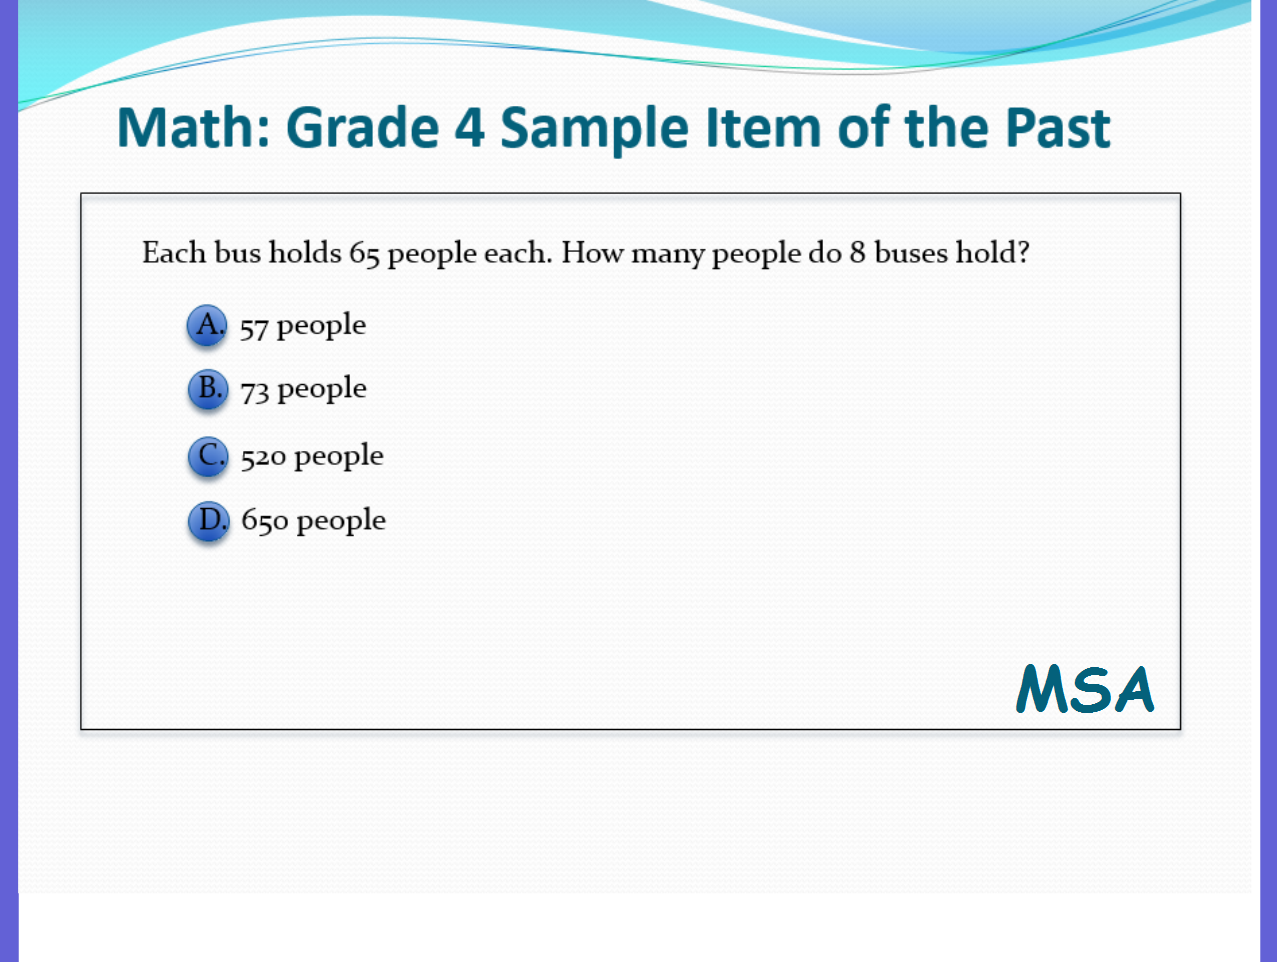 Math: Grade 4 Sample Item of the Past
Each bus holds 65 people each. How many people do 8 buses hold?
A. 57 people
B. 73 people
C. 520 people
D. 650 people
MSA